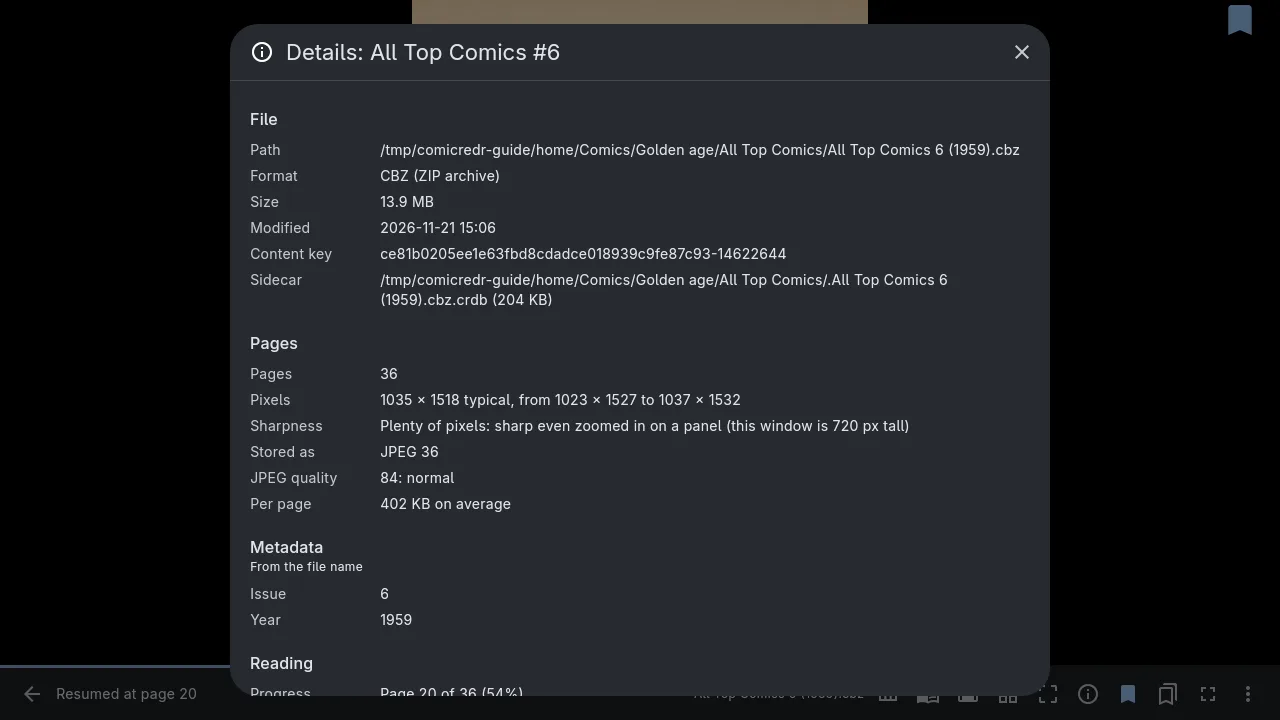 Details: All Top Comics #6
File
Path /tmp/comicredr-guide/home/Comics/Golden age/All Top Comics/All Top Comics 6 (1959).cbz
Format CBZ (ZIP archive)
Size 13.9 MB
Modified 2026-11-21 15:06
Content key ce81b0205ee1e63fbd8cdadce018939c9fe87c93-14622644
Sidecar /tmp/comicredr-guide/home/Comics/Golden age/All Top Comics/.All Top Comics 6
(1959).cbz.crdb (204 KB)
Pages
Pages 36
Pixels 1035 × 1518 typical, from 1023 × 1527 to 1037 × 1532
Sharpness Plenty of pixels: sharp even zoomed in on a panel (this window is 720 px tall)
Stored as JPEG 36
JPEG quality 84: normal
Per page 402 KB on average
Metadata
From the file name
Issue 6
Year 1959
Reading
Progress Page 20 of 36 (54%)
Resumed at page 20 All Top Comics 6 (1959).cbz